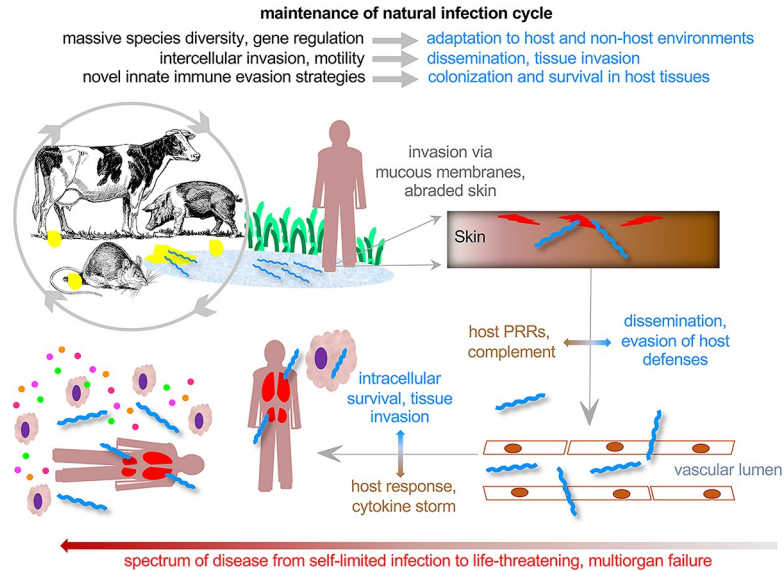 maintenance of natural infection cycle
massive species diversity, gene regulation
adaptation to host and non-host environments
intercellular invasion, motility
dissemination, tissue invasion
novel innate immune evasion strategies
colonization and survival in host tissues
invasion via
mucous membranes,
abraded skin
Skin
host PRRs,
complement
dissemination,
evasion of host
defenses
intracellular
survival, tissue
invasion
vascular lumen
host response,
cytokine storm
spectrum of disease from self-limited infection to life-threatening, multiorgan failure